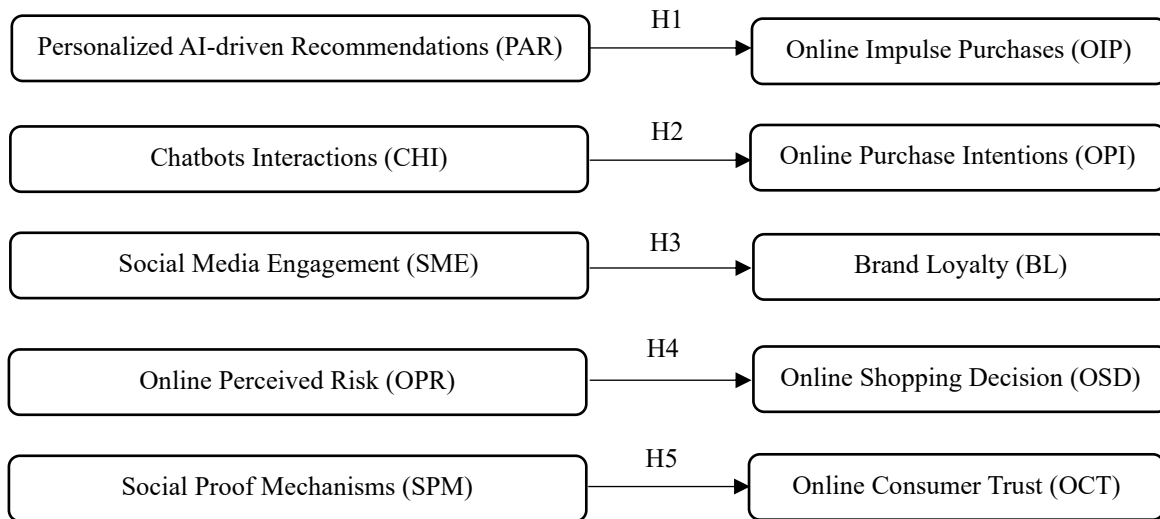 Personalized AI-driven Recommendations (PAR)
H1
Online Impulse Purchases (OIP)
Chatbots Interactions (CHI)
H2
Online Purchase Intentions (OPI)
Social Media Engagement (SME)
H3
Brand Loyalty (BL)
Online Perceived Risk (OPR)
H4
Online Shopping Decision (OSD)
Social Proof Mechanisms (SPM)
H5
Online Consumer Trust (OCT)